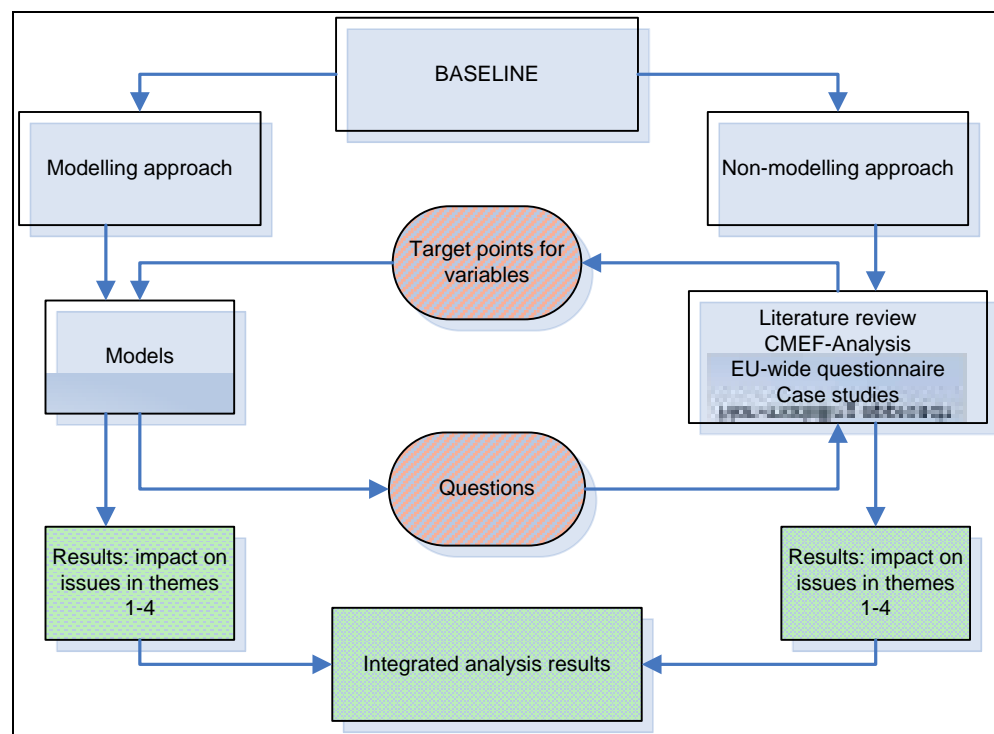 BASELINE
Modelling approach
Non-modelling approach
Target points for
variables
Models
Literature review
CMEF-Analysis
EU-wide questionnaire
Case studies
Questions
Results: impact on
issues in themes
1-4
Results: impact on
issues in themes
1-4
Integrated analysis results